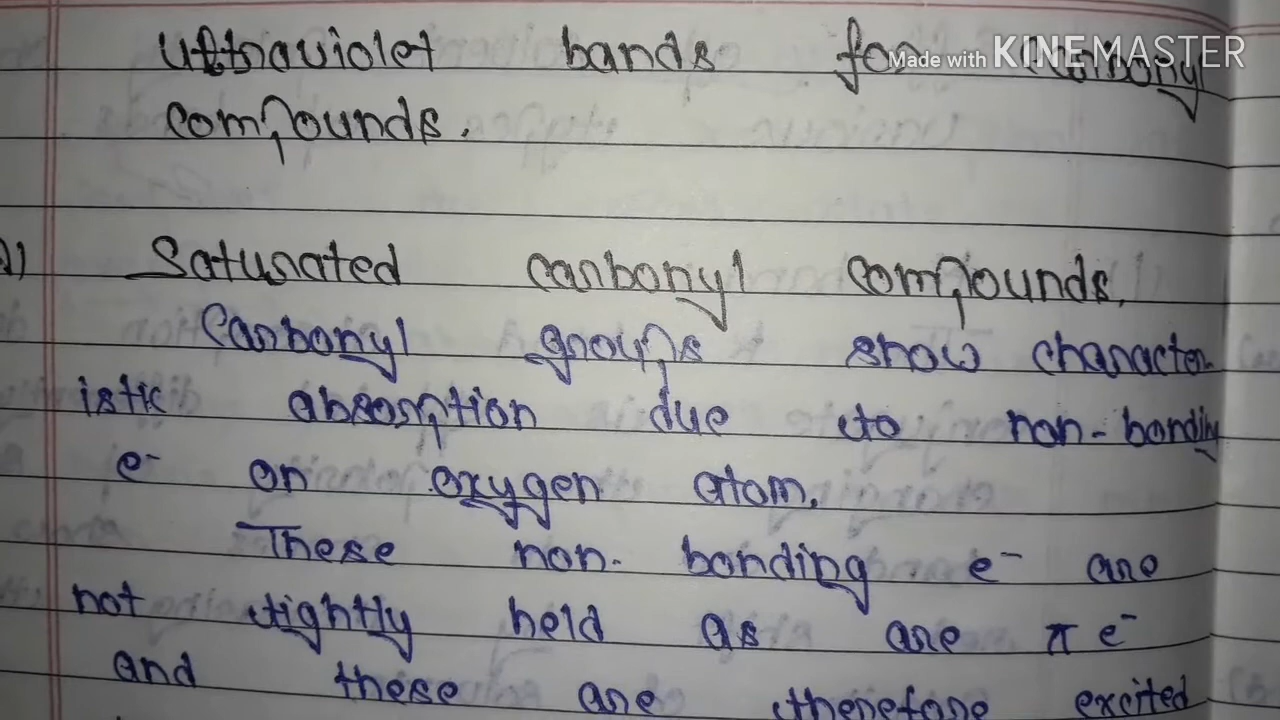 Ultraviolet bands for carbonyl
Made with KINEMASTER
compounds.
1) Saturated carbonyl compounds.
Carbonyl groups show character-
istic absorption due to non-bonding
e⁻ on oxygen atom.
These non-bonding e⁻ are
not tightly held as are π e⁻
and these are therefore excited